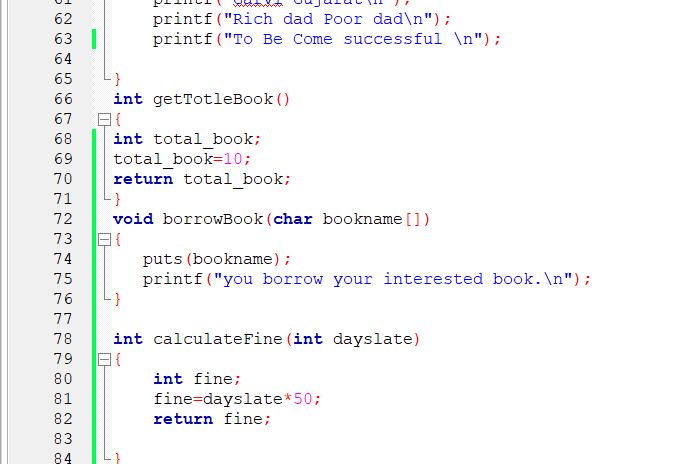 61 printf("Garvi Gujarat\n");
62 printf("Rich dad Poor dad\n");
63 printf("To Be Come successful \n");
64
65 }
66 int getTotleBook()
67 {
68 int total_book;
69 total_book=10;
70 return total_book;
71 }
72 void borrowBook(char bookname[])
73 {
74 puts(bookname);
75 printf("you borrow your interested book.\n");
76 }
77
78 int calculateFine(int dayslate)
79 {
80 int fine;
81 fine=dayslate*50;
82 return fine;
83
84 }